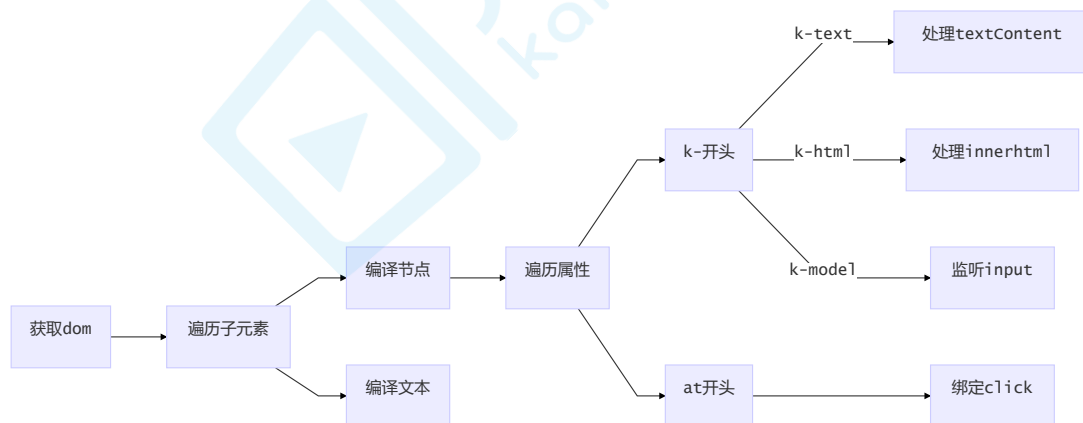 k-text
处理textContent
k-开头
k-html
处理innerhtml
编译节点
遍历属性
k-model
监听input
获取dom
遍历子元素
编译文本
at开头
绑定click